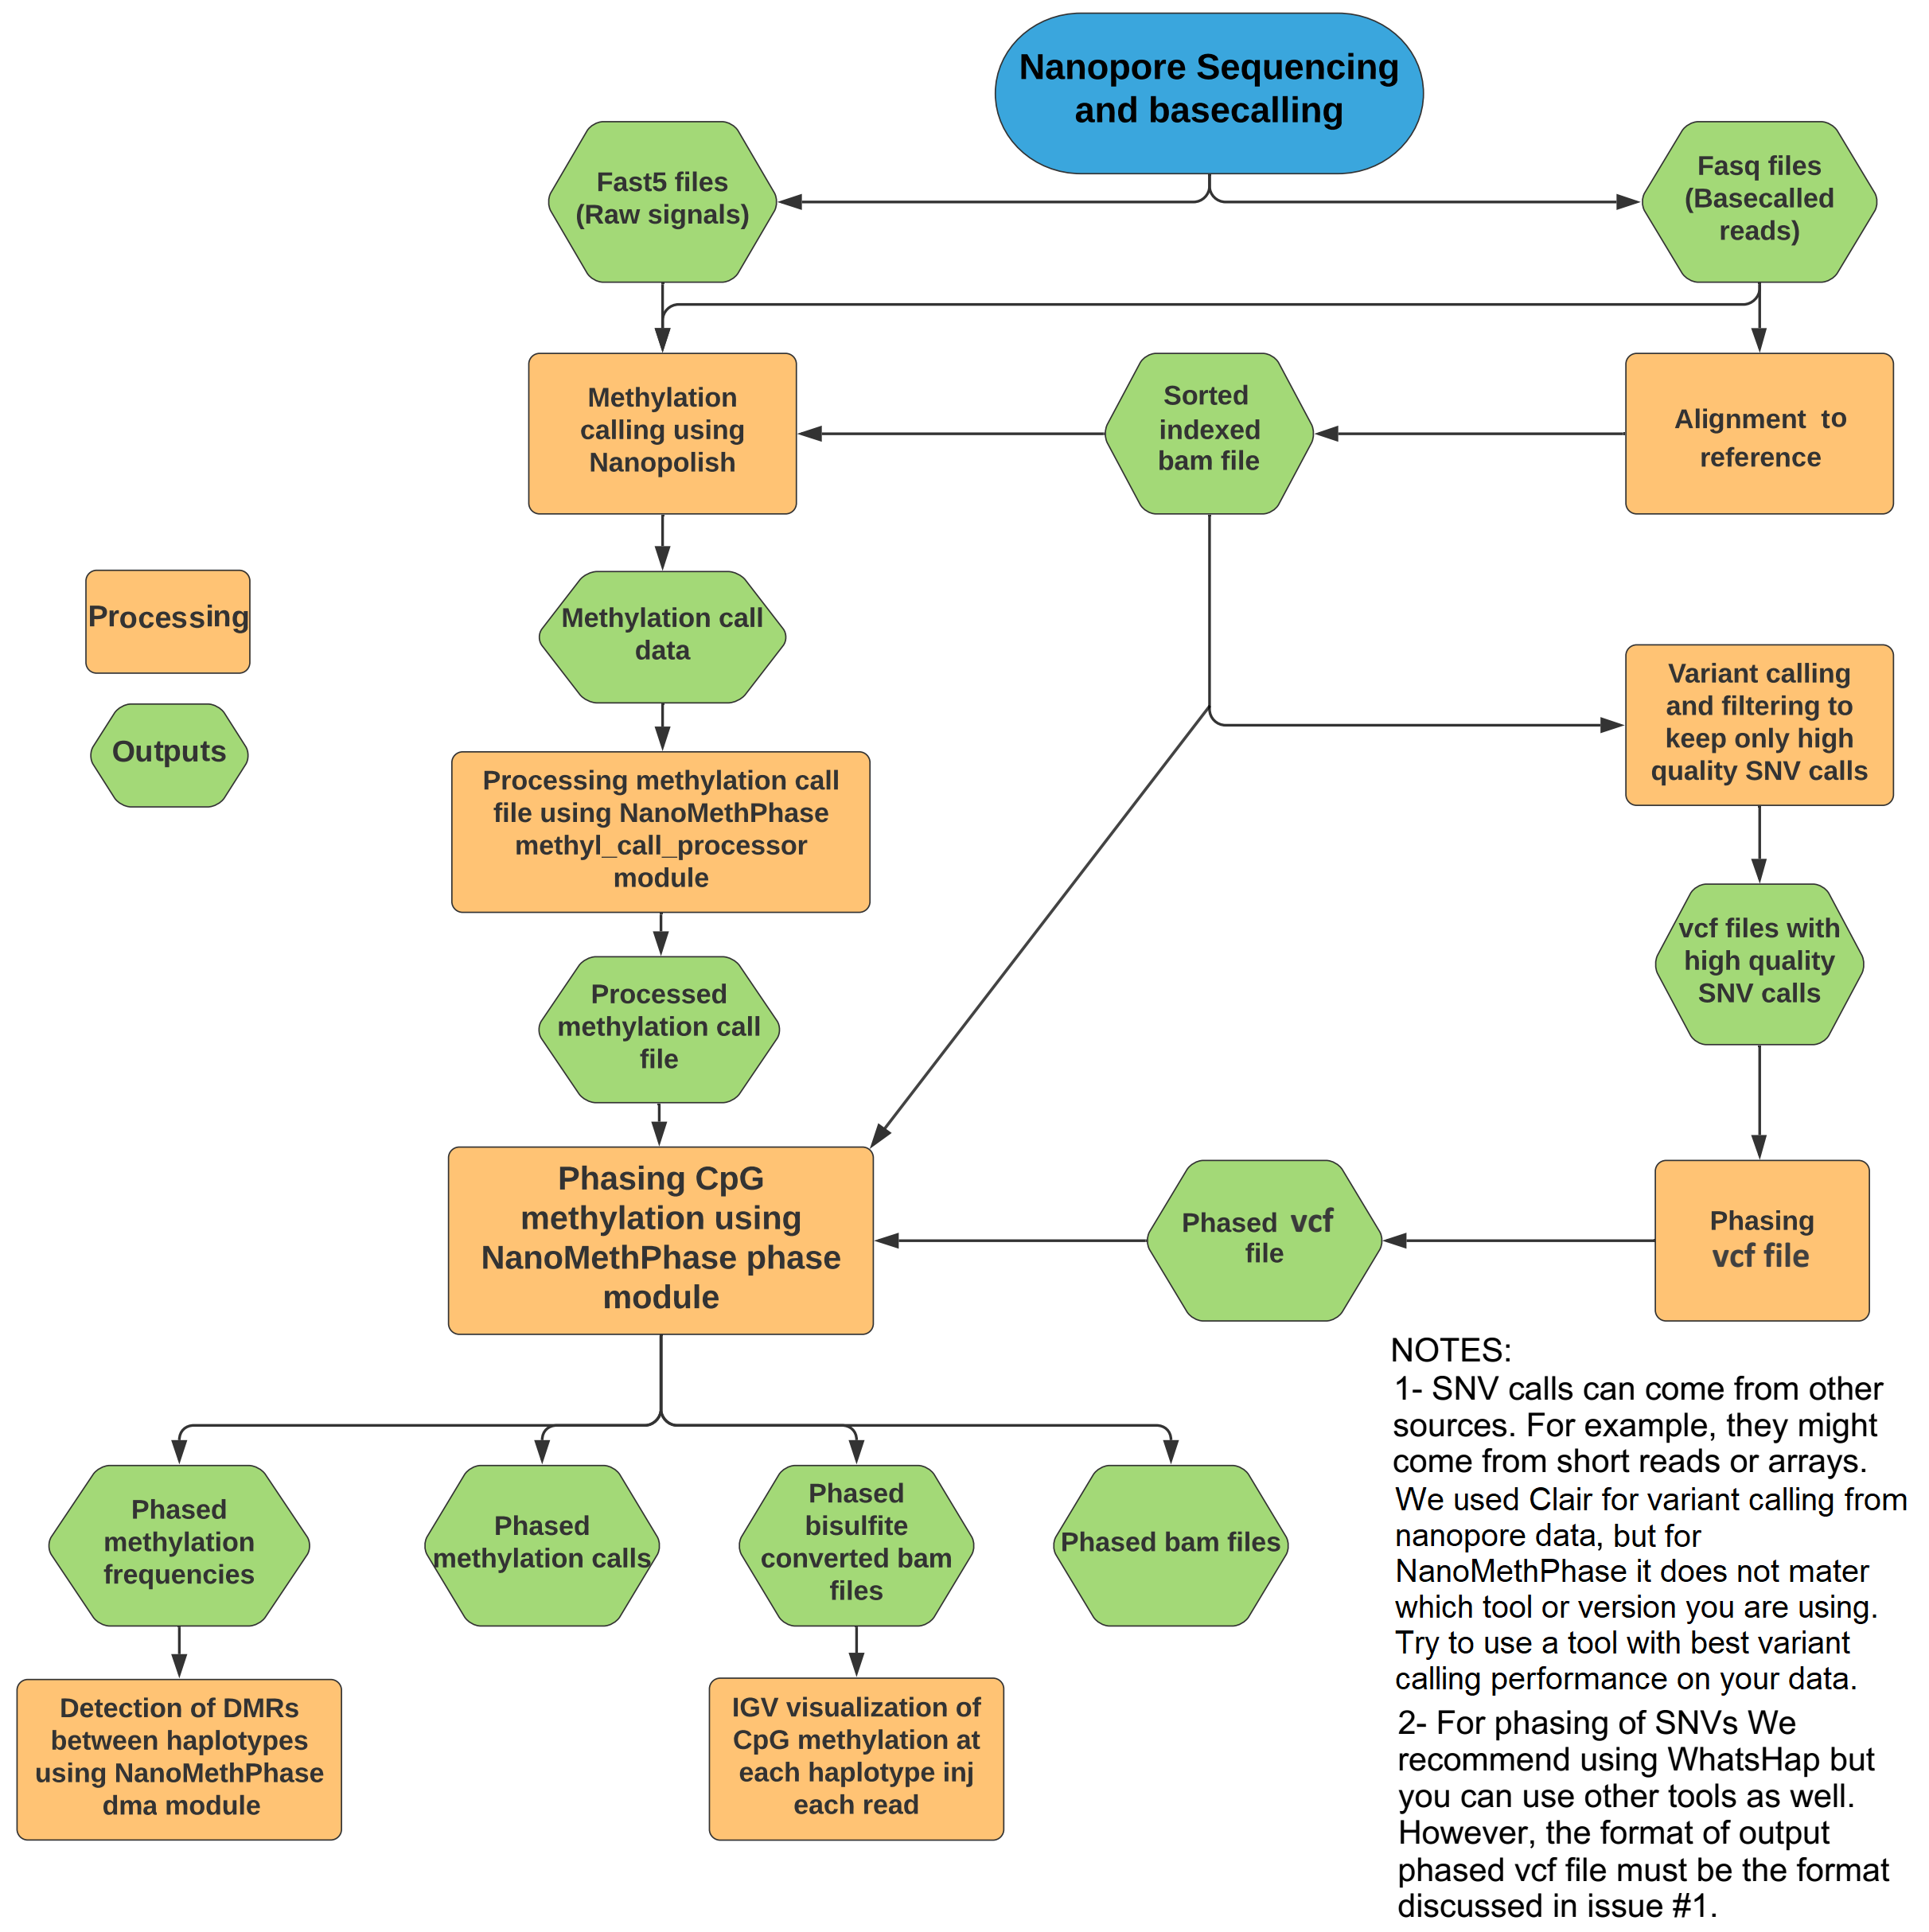 Nanopore Sequencing
and basecalling
Fast5 files
(Raw signals)
Fasq files
(Basecalled
reads)
Methylation
calling using
Nanopolish
Sorted
indexed
bam file
Alignment to
reference
Processing
Outputs
Methylation call
data
Variant calling
and filtering to
keep only high
quality SNV calls
Processing methylation call
file using NanoMethPhase
methyl_call_processor
module
vcf files with
high quality
SNV calls
Processed
methylation call
file
Phasing CpG
methylation using
NanoMethPhase phase
module
Phased vcf
file
Phasing
vcf file
Phased
methylation
frequencies
Phased
methylation calls
Phased
bisulfite
converted bam
files
Phased bam files
Detection of DMRs
between haplotypes
using NanoMethPhase
dma module
IGV visualization of
CpG methylation at
each haplotype inj
each read
NOTES:
1- SNV calls can come from other
sources. For example, they might
come from short reads or arrays.
We used Clair for variant calling from
nanopore data, but for
NanoMethPhase it does not mater
which tool or version you are using.
Try to use a tool with best variant
calling performance on your data.
2- For phasing of SNVs We
recommend using WhatsHap but
you can use other tools as well.
However, the format of output
phased vcf file must be the format
discussed in issue #1.